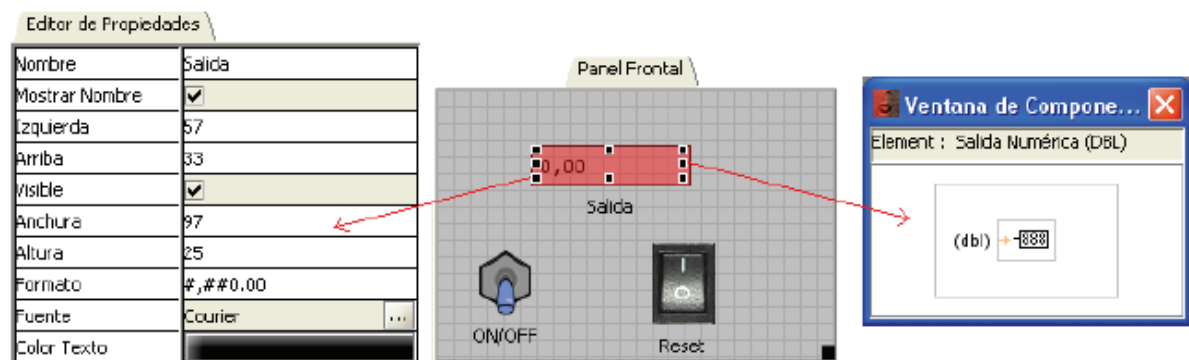 Editor de Propiedades
Nombre Salida
Mostrar Nombre
Izquierda 57
Arriba 33
Visible
Anchura 97
Altura 25
Formato #,##0.00
Fuente Courier ...
Color Texto
Panel Frontal
0,00
Salida
ON/OFF
Reset
Ventana de Compone...
Element : Salida Numérica (DBL)
(dbl) -888